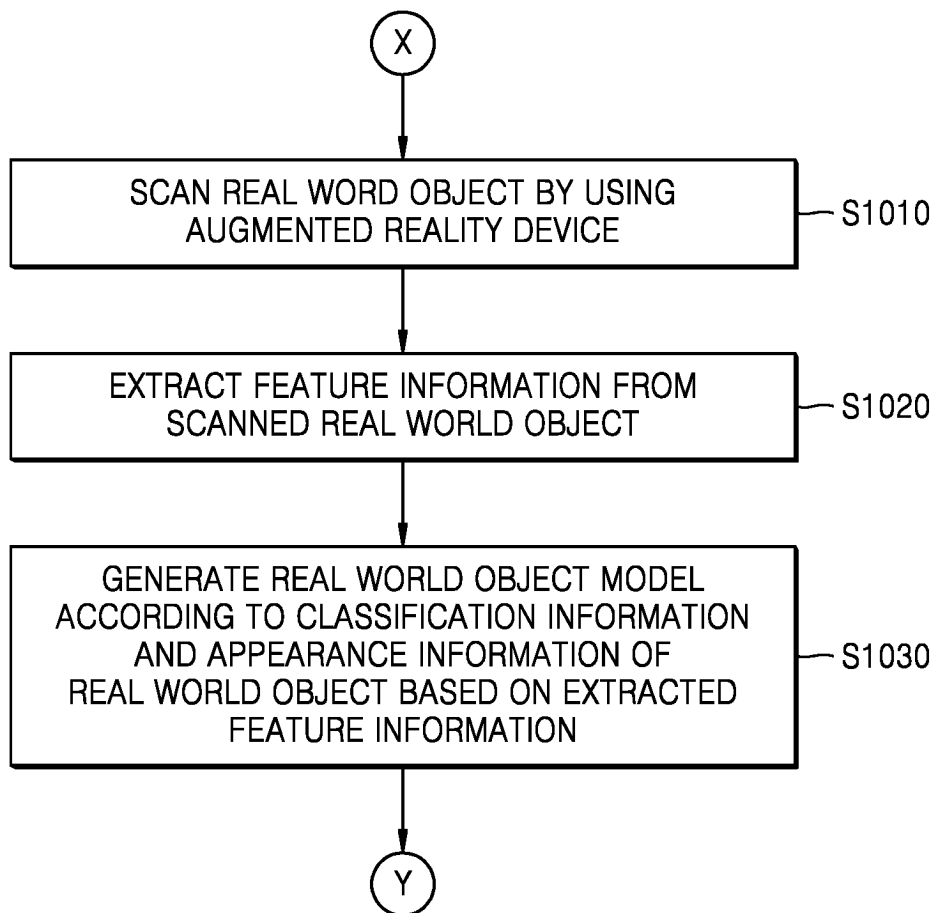 X
SCAN REAL WORD OBJECT BY USING
AUGMENTED REALITY DEVICE
S1010
EXTRACT FEATURE INFORMATION FROM
SCANNED REAL WORLD OBJECT
S1020
GENERATE REAL WORLD OBJECT MODEL
ACCORDING TO CLASSIFICATION INFORMATION
AND APPEARANCE INFORMATION OF
REAL WORLD OBJECT BASED ON EXTRACTED
FEATURE INFORMATION
S1030
Y